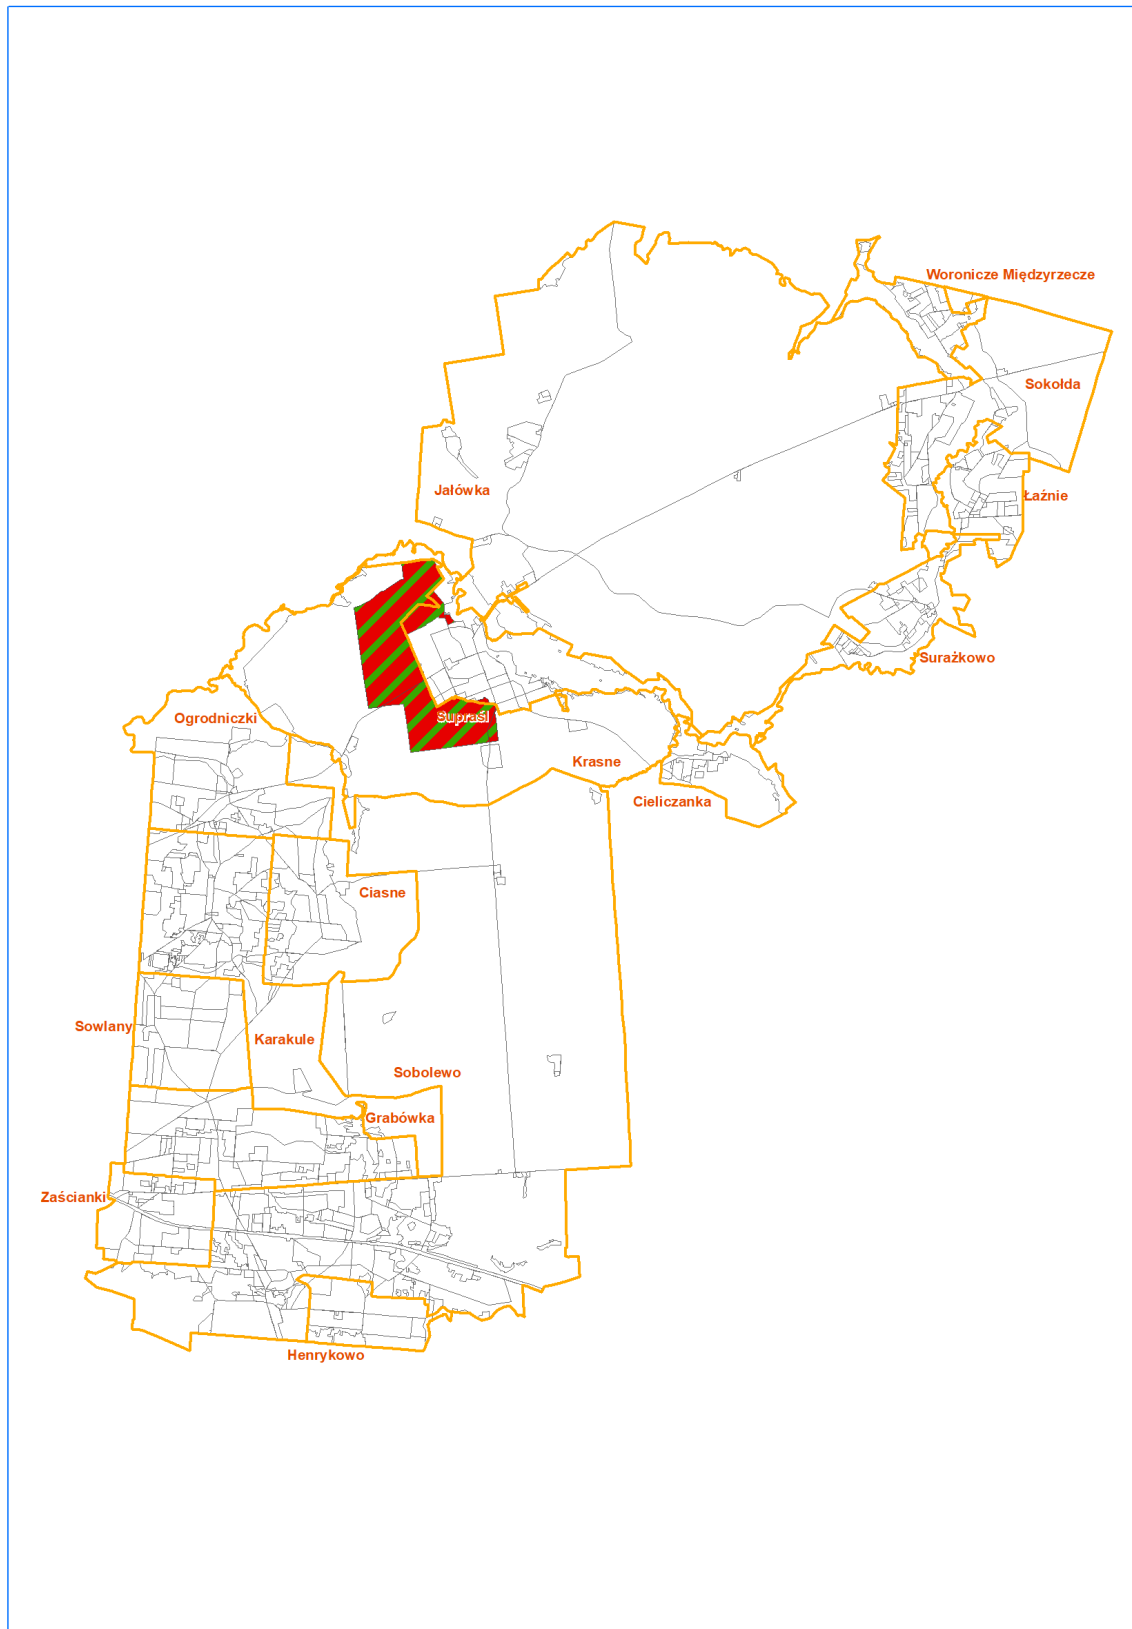 Woronicze Międzyrzecze
Sokołda
Jałówka
Łaźnie
Surażkowo
Ogrodniczki
Supraśl
Krasne
Cieliczanka
Ciasne
Sowlany
Karakule
Sobolewo
Grabówka
Zaścianki
Henrykowo